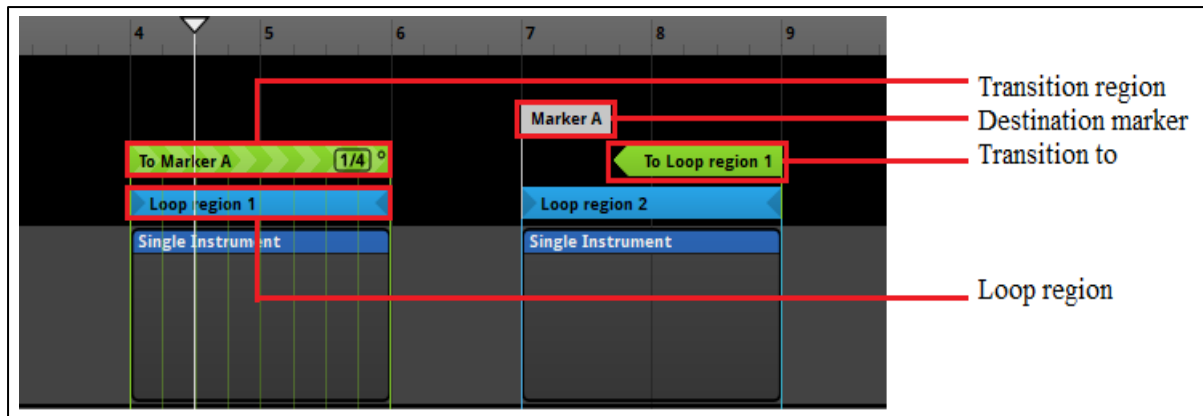 4 5 6 7 8 9
Transition region
Marker A
Destination marker
To Marker A 1/4 °
To Loop region 1
Transition to
Loop region 1
Loop region 2
Single Instrument
Single Instrument
Loop region